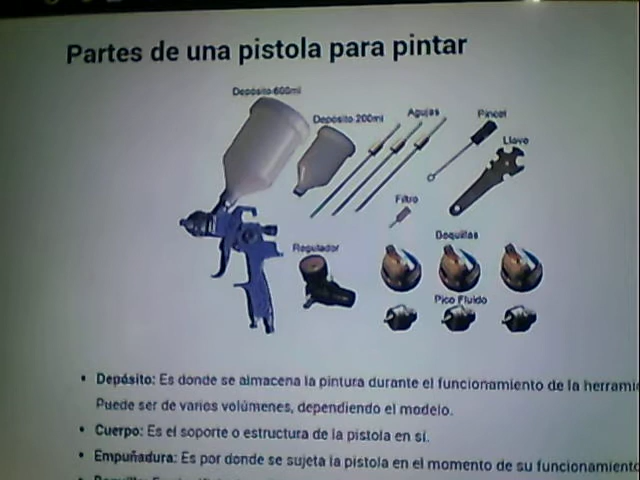 Partes de una pistola para pintar
Depósito 600ml
Depósito 200ml
Agujas
Pincel
Llave
Filtro
Regulador
Boquillas
Pico Fluido
• Depósito: Es donde se almacena la pintura durante el funcionamiento de la herrami
Puede ser de varios volúmenes, dependiendo el modelo.
• Cuerpo: Es el soporte o estructura de la pistola en sí.
• Empuñadura: Es por donde se sujeta la pistola en el momento de su funcionamiento